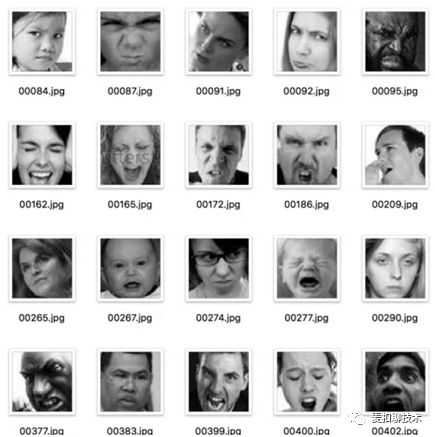 00084.jpg 00087.jpg 00091.jpg 00092.jpg 00095.jpg
00162.jpg 00165.jpg 00172.jpg 00186.jpg 00209.jpg
00265.jpg 00267.jpg 00274.jpg 00277.jpg 00290.jpg
00377.jpg 00383.jpg 00399.jpg 00400.jpg 00402.jpg
麦扣聊技术